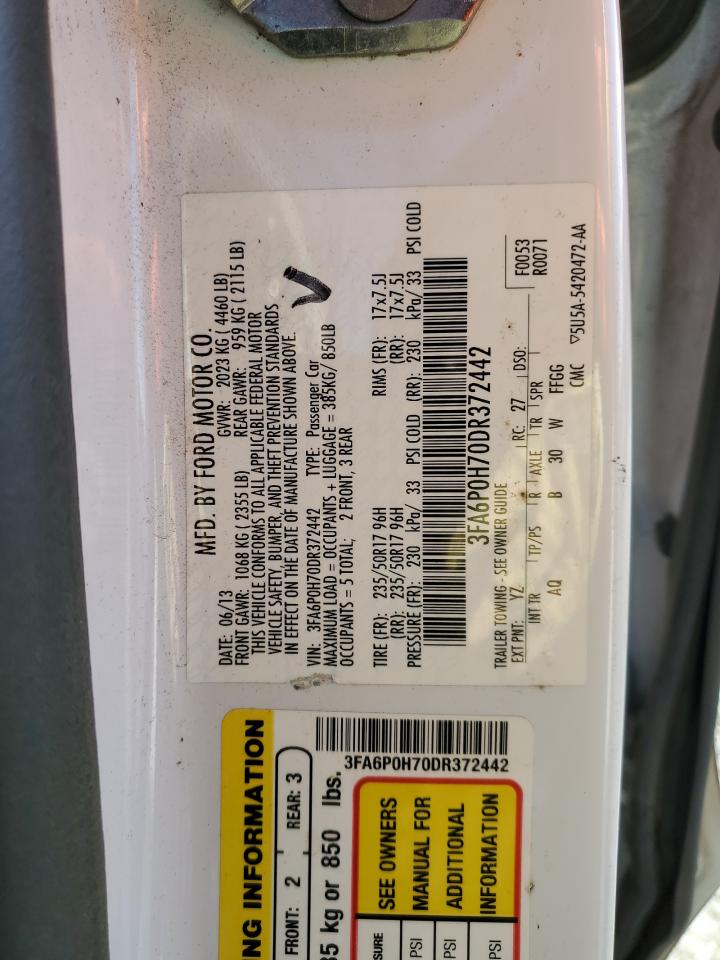 MFD. BY FORD MOTOR CO.
DATE: 06/13 GVWR: 2023 KG ( 4460 LB)
FRONT GAWR: 1068 KG ( 2355 LB) REAR GAWR: 959 KG ( 2115 LB)
THIS VEHICLE CONFORMS TO ALL APPLICABLE FEDERAL MOTOR
VEHICLE SAFETY, BUMPER, AND THEFT PREVENTION STANDARDS
IN EFFECT ON THE DATE OF MANUFACTURE SHOWN ABOVE.
VIN: 3FA6P0H70DR372442 TYPE: Passenger Car
MAXIMUM LOAD = OCCUPANTS + LUGGAGE = 385KG/ 850LB
OCCUPANTS = 5 TOTAL; 2 FRONT, 3 REAR
TIRE (FR): 235/50R17 96H RIMS (FR): 17x7.5J
(RR): 235/50R17 96H (RR): 17x7.5J
PRESSURE (FR): 230 kPa/ 33 PSI COLD (RR): 230 kPa/ 33 PSI COLD
3FA6P0H70DR372442
TRAILER TOWING - SEE OWNER GUIDE
F0053
R0071
EXT PNT: YZ RC: 27 DSO:
INT TR TP/PS R AXLE TR SPR
AQ B 30 W FFGG
CMC
▽5U5A-5420472-AA
3FA6P0H70DR372442
NG INFORMATION
FRONT: 2 REAR: 3
85 kg or 850 lbs.
SEE OWNERS
MANUAL FOR
ADDITIONAL
INFORMATION
SURE
PSI
PSI
PSI